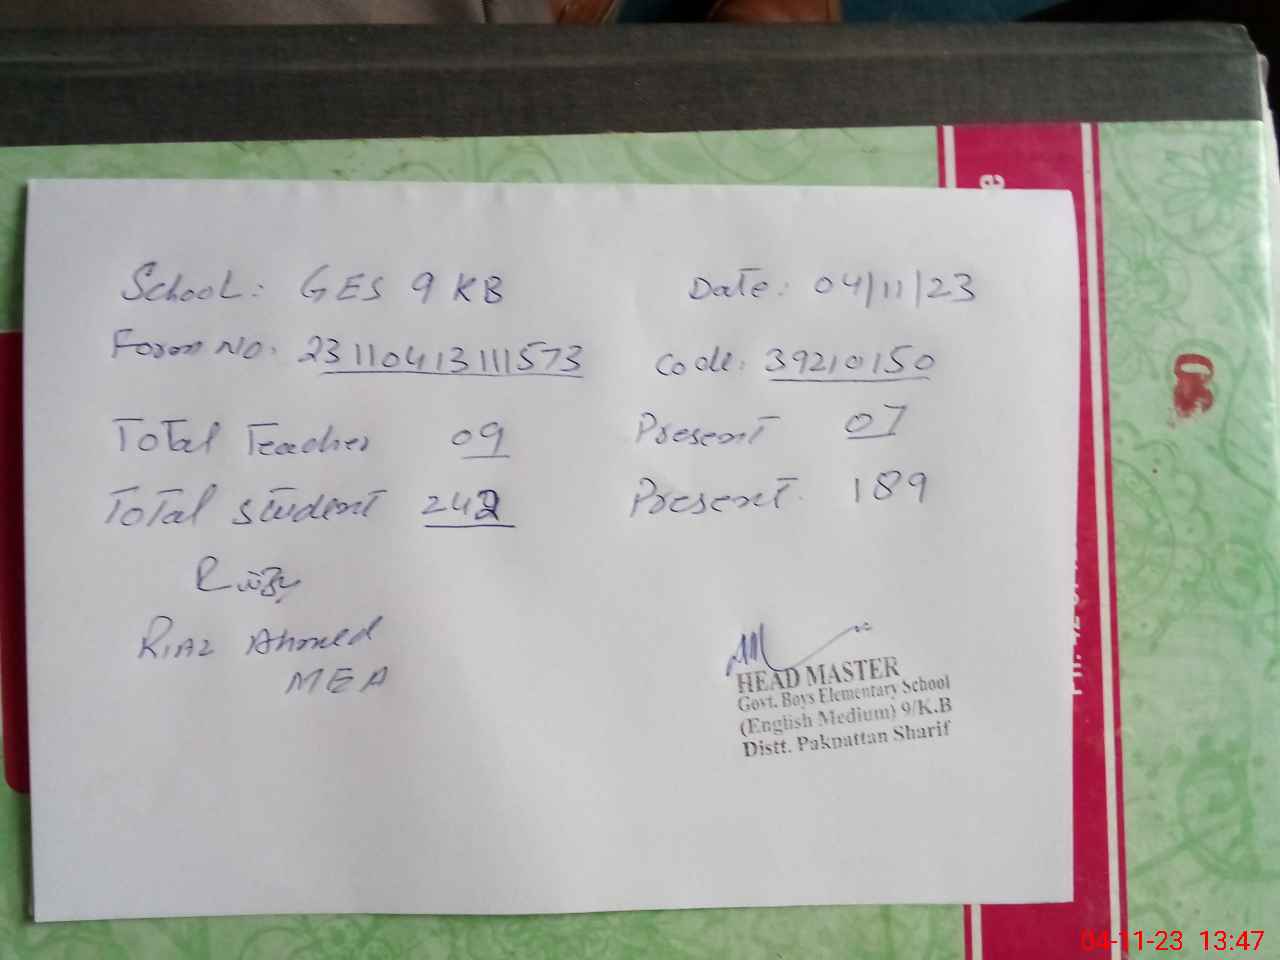 School: GES 9 KB Date: 04/11/23
Form No. 23110413111573 Code: 39210150
Total Teacher 09 Present 07
Total student 242 Present. 189
Riaz Ahmed
MEA
HEAD MASTER
Govt. Boys Elementary School
(English Medium) 9/K.B
Distt. Pakpattan Sharif
04-11-23 13:47